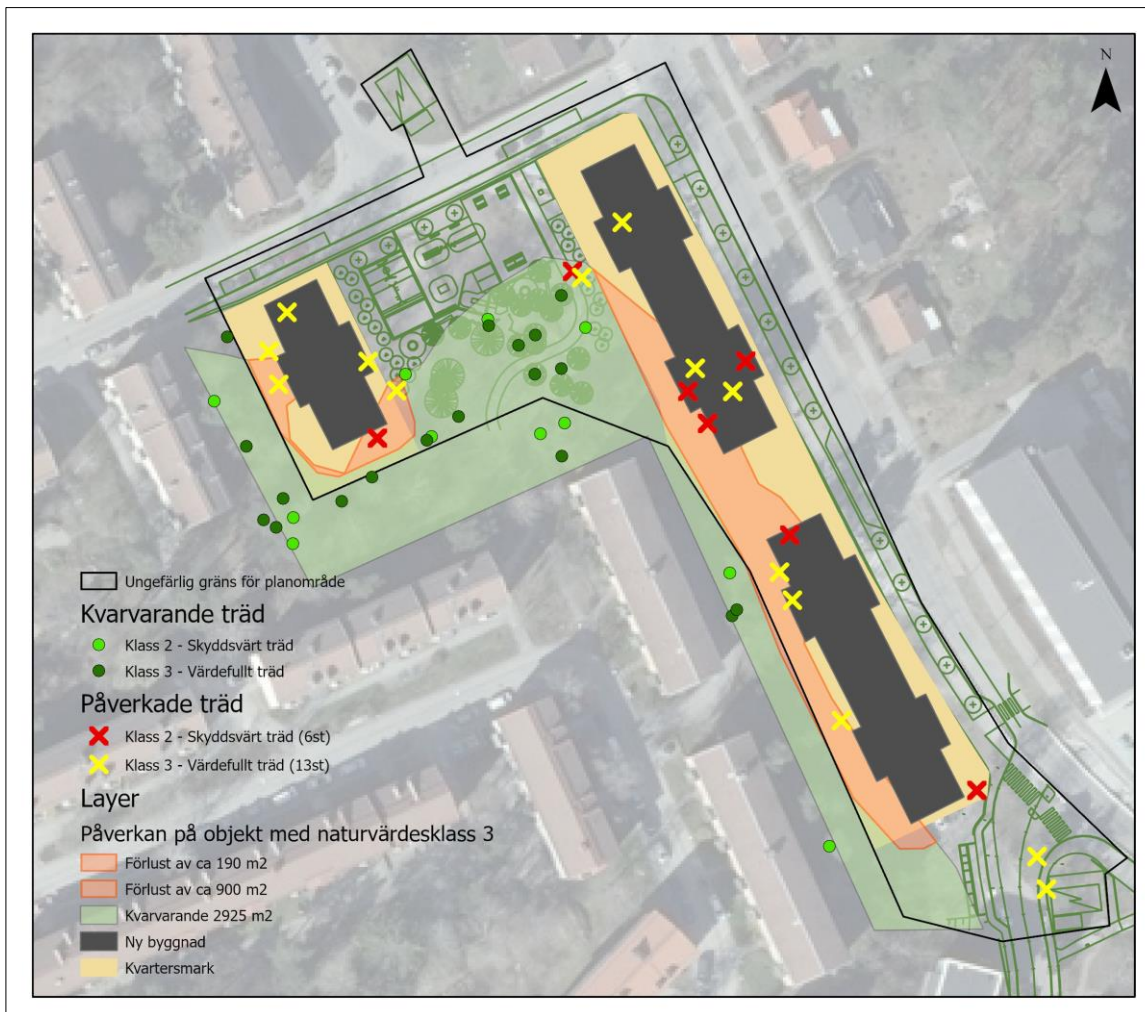 N
Ungefärlig gräns för planområde
Kvarvarande träd
Klass 2 - Skyddsvärt träd
Klass 3 - Värdefullt träd
Påverkade träd
Klass 2 - Skyddsvärt träd (6st)
Klass 3 - Värdefullt träd (13st)
Layer
Påverkan på objekt med naturvärdesklass 3
Förlust av ca 190 m2
Förlust av ca 900 m2
Kvarvarande 2925 m2
Ny byggnad
Kvartersmark